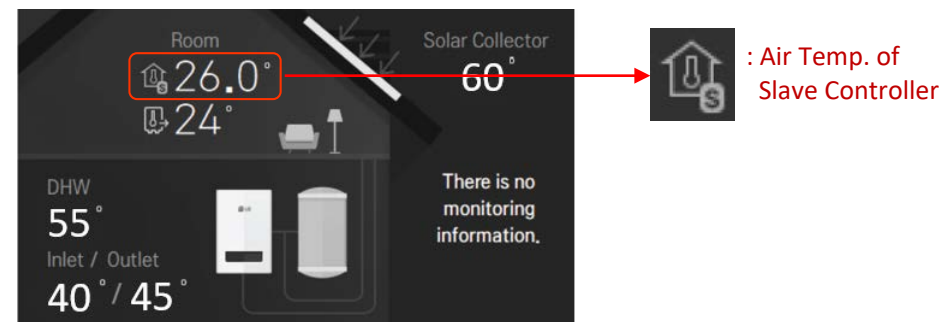 Room
26.0°
24°
Solar Collector
60°
S
: Air Temp. of
Slave Controller
DHW
55°
Inlet / Outlet
40°/ 45°
There is no
monitoring
information.
LG